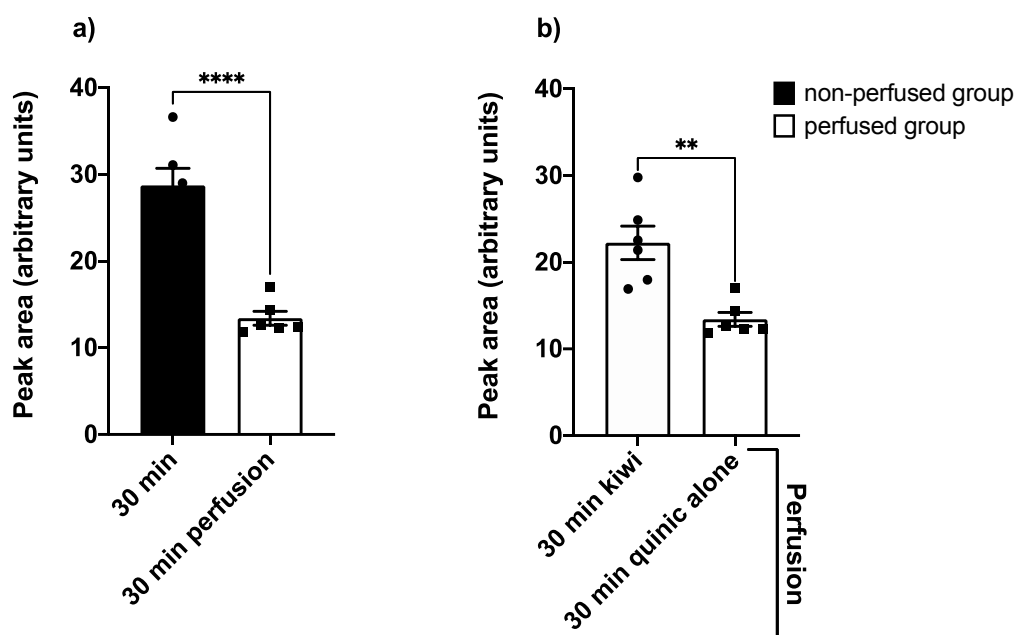 a)
Peak area (arbitrary units)
40
30
20
10
0
****
30 min
30 min perfusion
b)
Peak area (arbitrary units)
40
30
20
10
0
**
30 min kiwi
30 min quinic alone
Perfusion
non-perfused group
perfused group